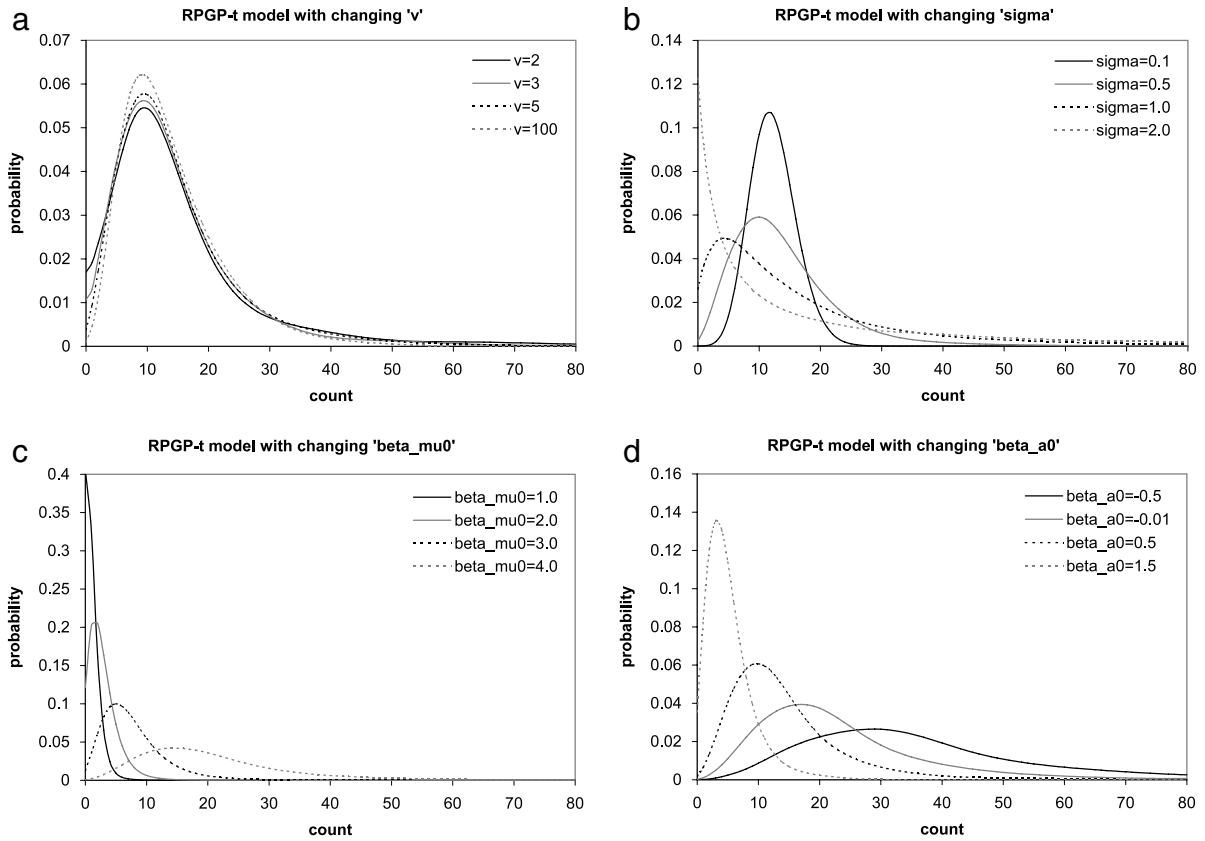 a
RPGP-t model with changing 'v'
0.07
0.06
0.05
0.04
0.03
0.02
0.01
0
probability
v=2
v=3
v=5
v=100
0 10 20 30 40 50 60 70 80
count
b
RPGP-t model with changing 'sigma'
0.14
0.12
0.1
0.08
0.06
0.04
0.02
0
probability
sigma=0.1
sigma=0.5
sigma=1.0
sigma=2.0
0 10 20 30 40 50 60 70 80
count
c
RPGP-t model with changing 'beta_mu0'
0.4
0.35
0.3
0.25
0.2
0.15
0.1
0.05
0
probability
beta_mu0=1.0
beta_mu0=2.0
beta_mu0=3.0
beta_mu0=4.0
0 10 20 30 40 50 60 70 80
count
d
RPGP-t model with changing 'beta_a0'
0.16
0.14
0.12
0.1
0.08
0.06
0.04
0.02
0
probability
beta_a0=-0.5
beta_a0=-0.01
beta_a0=0.5
beta_a0=1.5
0 10 20 30 40 50 60 70 80
count